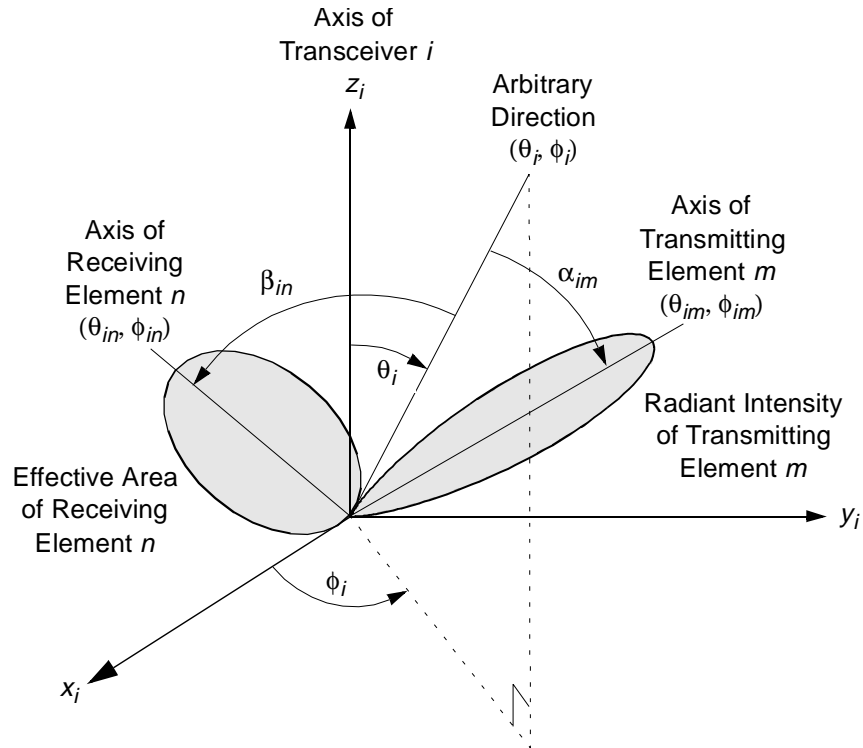 Axis of
Transceiver i
z_i
Arbitrary
Direction
(θ_i, ϕ_i)
Axis of
Transmitting
Element m
(θ_im, ϕ_im)
Axis of
Receiving
Element n
(θ_in, ϕ_in)
β_in
α_im
θ_i
Radiant Intensity
of Transmitting
Element m
Effective Area
of Receiving
Element n
y_i
ϕ_i
x_i